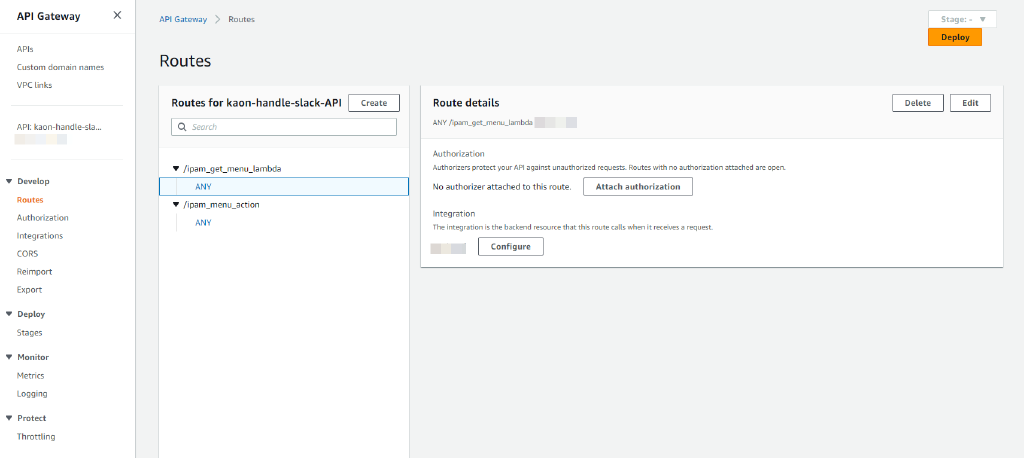 API Gateway
APIs
Custom domain names
VPC links
API: kaon-handle-sla...
Develop
Routes
Authorization
Integrations
CORS
Reimport
Export
Deploy
Stages
Monitor
Metrics
Logging
Protect
Throttling
API Gateway > Routes
Stage: -
Deploy
Routes
Routes for kaon-handle-slack-API
Create
Search
/ipam_get_menu_lambda
ANY
/ipam_menu_action
ANY
Route details
Delete
Edit
ANY /ipam_get_menu_lambda
Authorization
Authorizers protect your API against unauthorized requests. Routes with no authorization attached are open.
No authorizer attached to this route.
Attach authorization
Integration
The integration is the backend resource that this route calls when it receives a request.
Configure